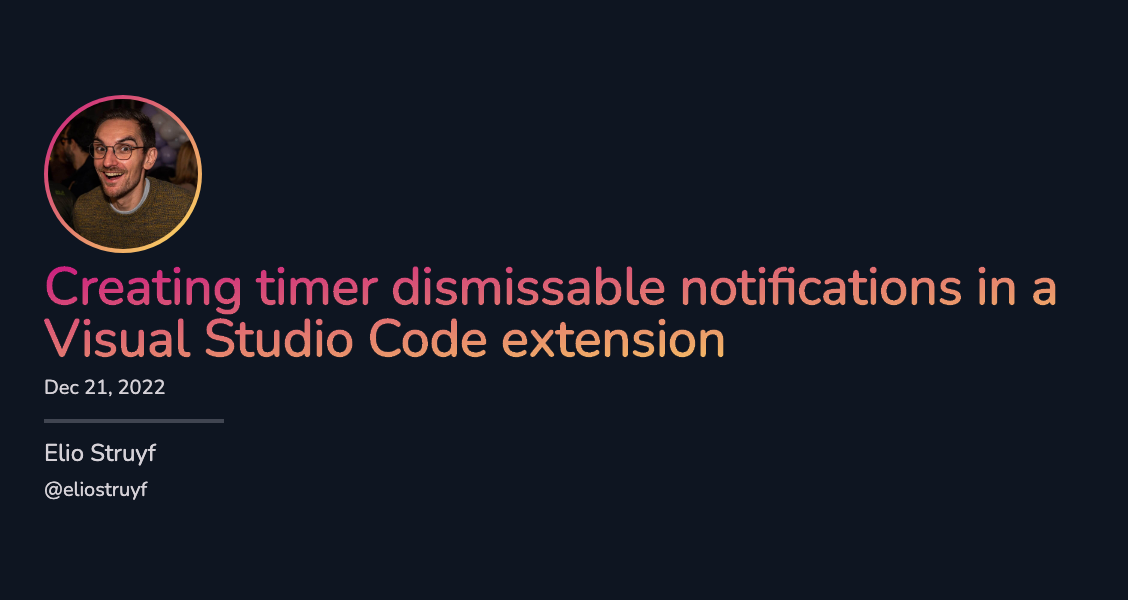 Creating timer dismissable notifications in a
Visual Studio Code extension
Dec 21, 2022
Elio Struyf
@eliostruyf